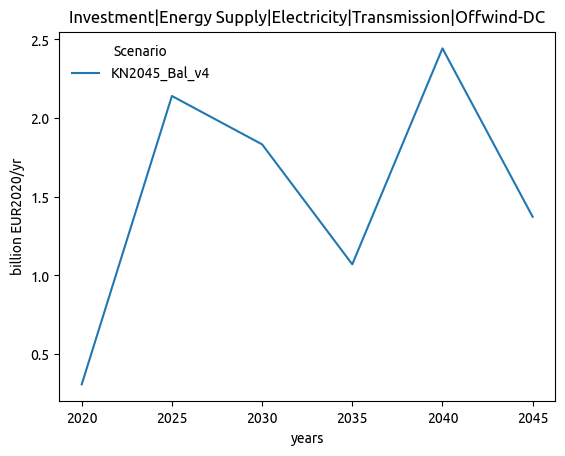 Investment|Energy Supply|Electricity|Transmission|Offwind-DC
Scenario
KN2045_Bal_v4
billion EUR2020/yr
2.5
2.0
1.5
1.0
0.5
2020 2025 2030 2035 2040 2045
years